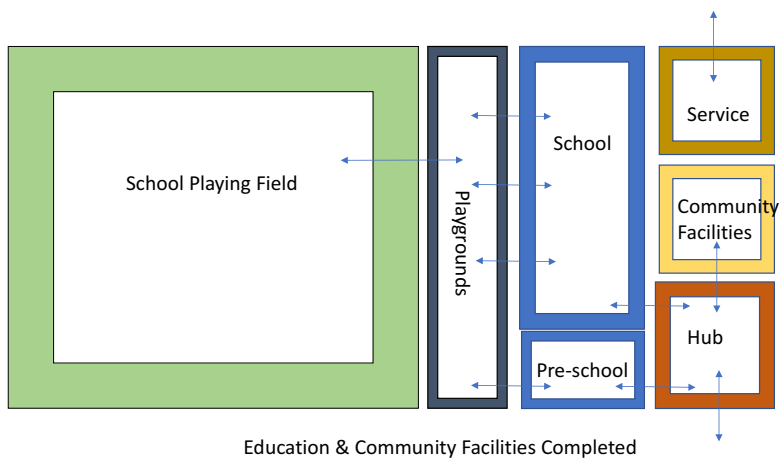 School Playing Field
Playgrounds
School
Pre-school
Service
Community
Facilities
Hub
Education & Community Facilities Completed